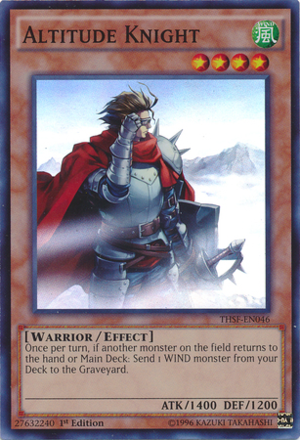 ALTITUDE KNIGHT
風
THSF-EN046
[WARRIOR / EFFECT]
Once per turn, if another monster on the field returns to
the hand or Main Deck: Send 1 WIND monster from your
Deck to the Graveyard.
ATK/1400 DEF/1200
27632240 1st Edition ©1996 KAZUKI TAKAHASHI